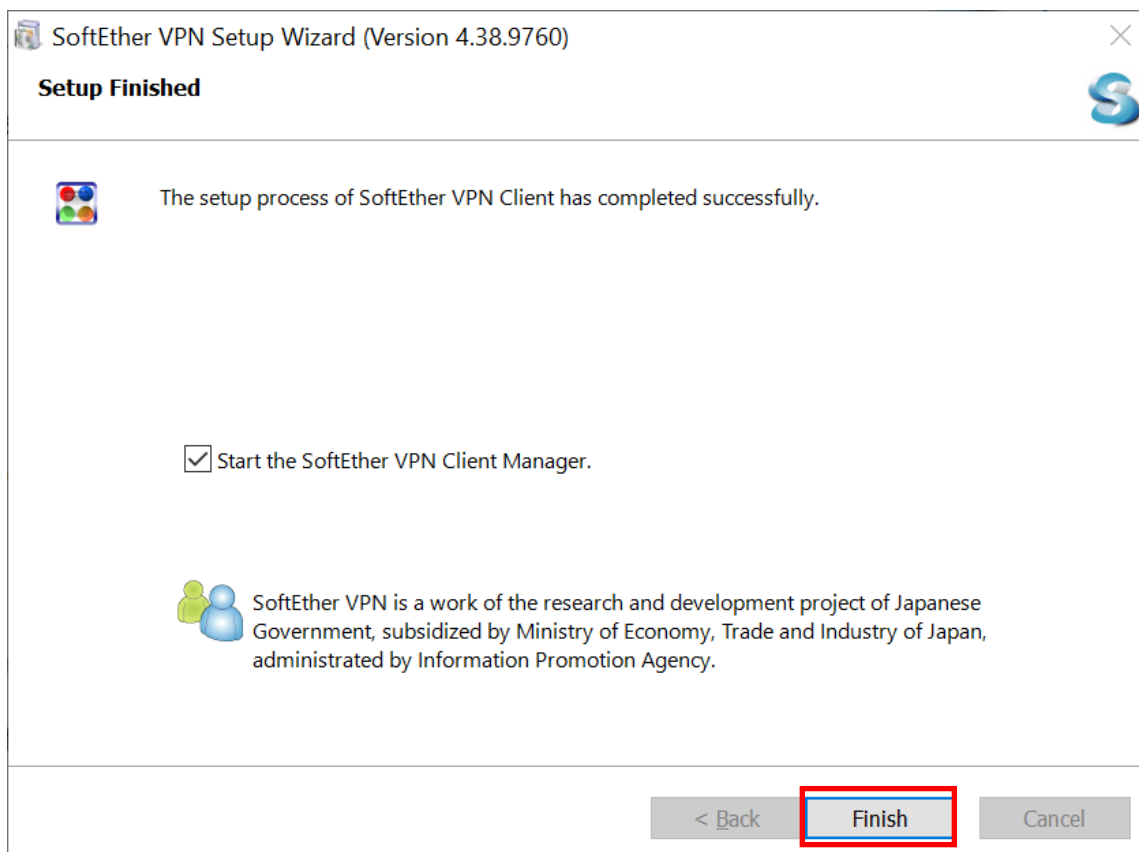 SoftEther VPN Setup Wizard (Version 4.38.9760)
Setup Finished
The setup process of SoftEther VPN Client has completed successfully.
Start the SoftEther VPN Client Manager.
SoftEther VPN is a work of the research and development project of Japanese
Government, subsidized by Ministry of Economy, Trade and Industry of Japan,
administrated by Information Promotion Agency.
< Back Finish Cancel